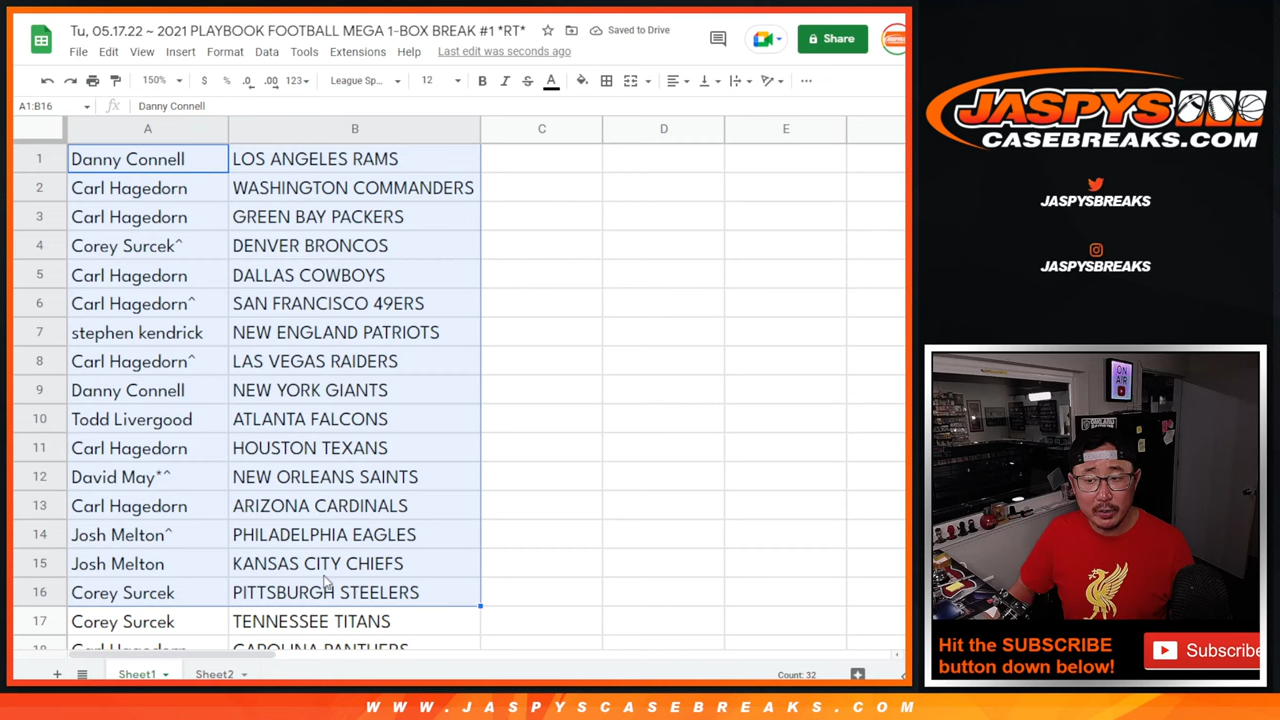 Tu, 05.17.22 ~ 2021 PLAYBOOK FOOTBALL MEGA 1-BOX BREAK #1 *RT*
Saved to Drive
File Edit View Insert Format Data Tools Extensions Help Last edit was seconds ago
Share
150% $ % .0 .00 123 League Sp... 12 B I S A
A1:B16 fx Danny Connell
A B C D E
1 Danny Connell LOS ANGELES RAMS
2 Carl Hagedorn WASHINGTON COMMANDERS
3 Carl Hagedorn GREEN BAY PACKERS
4 Corey Surcek^ DENVER BRONCOS
5 Carl Hagedorn DALLAS COWBOYS
6 Carl Hagedorn^ SAN FRANCISCO 49ERS
7 stephen kendrick NEW ENGLAND PATRIOTS
8 Carl Hagedorn^ LAS VEGAS RAIDERS
9 Danny Connell NEW YORK GIANTS
10 Todd Livergood ATLANTA FALCONS
11 Carl Hagedorn HOUSTON TEXANS
12 David May*^ NEW ORLEANS SAINTS
13 Carl Hagedorn ARIZONA CARDINALS
14 Josh Melton^ PHILADELPHIA EAGLES
15 Josh Melton KANSAS CITY CHIEFS
16 Corey Surcek PITTSBURGH STEELERS
17 Corey Surcek TENNESSEE TITANS
18 Carl Hagedorn CAROLINA PANTHERS
Sheet1 Sheet2 Count: 32
JASPYS
CASEBREAKS.COM
JASPYSBREAKS
JASPYSBREAKS
ON
AIR
Hit the SUBSCRIBE
button down below!
Subscribe
WWW.JASPYSCASEBREAKS.COM